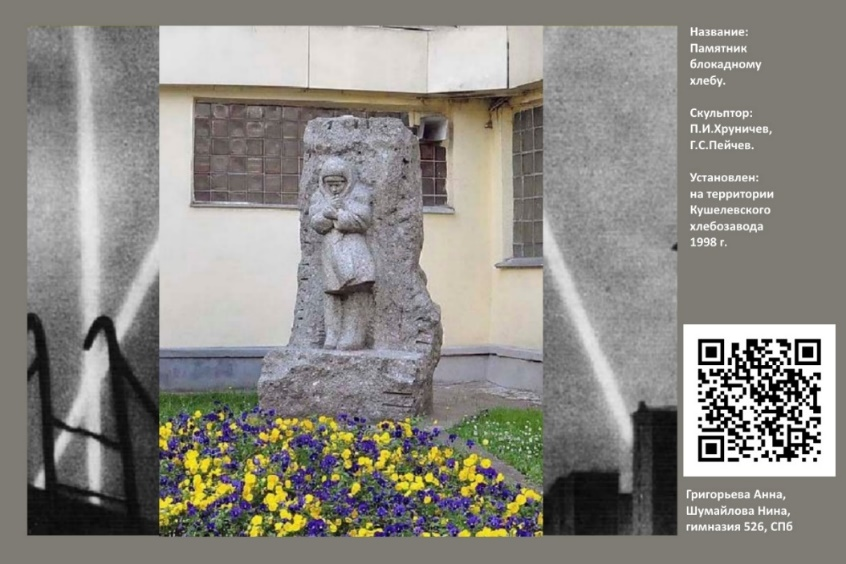 Название:
Памятник
блокадному
хлебу.
Скульптор:
П.И.Хруничев,
Г.С.Пейчев.
Установлен:
на территории
Кушелевского
хлебозавода
1998 г.
Григорьева Анна,
Шумайлова Нина,
гимназия 526, СПб